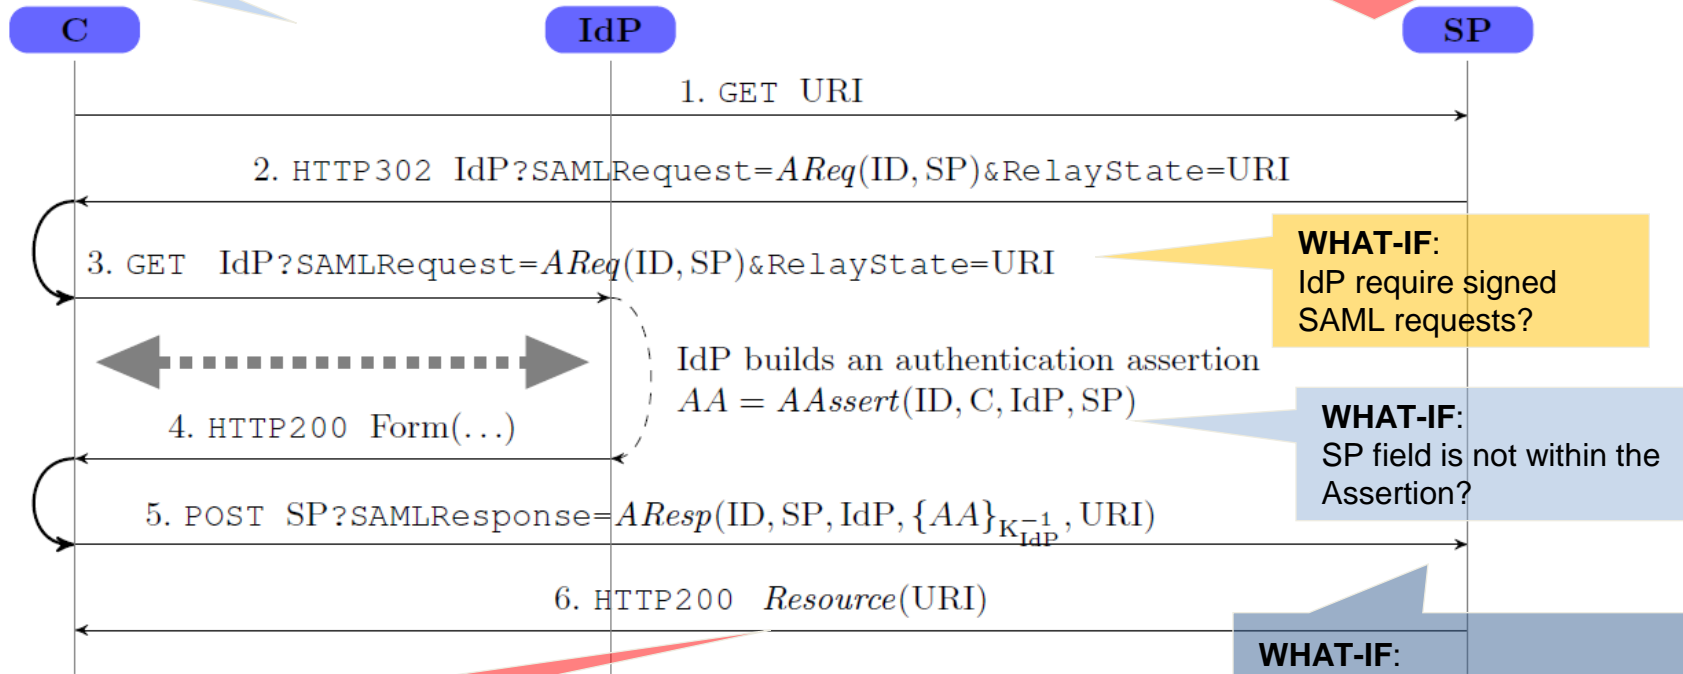 C IdP SP
1. GET URI
2. HTTP302 IdP?SAMLRequest=AReq(ID, SP)&RelayState=URI
3. GET IdP?SAMLRequest=AReq(ID, SP)&RelayState=URI
WHAT-IF:
IdP require signed
SAML requests?
IdP builds an authentication assertion
AA = AAssert(ID, C, IdP, SP)
WHAT-IF:
SP field is not within the
Assertion?
4. HTTP200 Form(...)
5. POST SP?SAMLResponse=AResp(ID, SP, IdP, {AA}_{K_{IdP}^{-1}}, URI)
6. HTTP200 Resource(URI)
WHAT-IF: